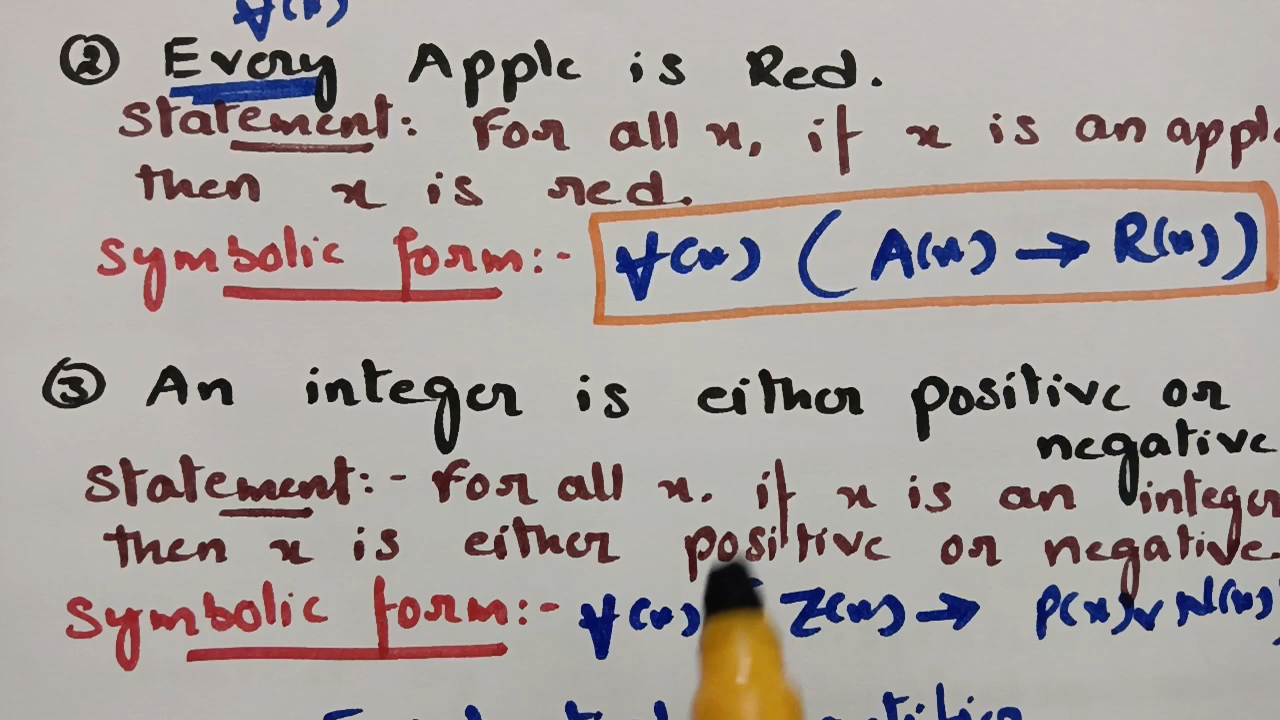 ∀(x)
② Every Apple is Red.
Statement: For all x, if x is an apple
then x is red.
Symbolic form:- ∀(x) ( A(x) → R(x))
③ An integer is either positive or
negative
Statement:- For all x. if x is an integer
then x is either positive or negative
Symbolic form:- ∀(x) Z(x) → P(x) ∨ N(x)